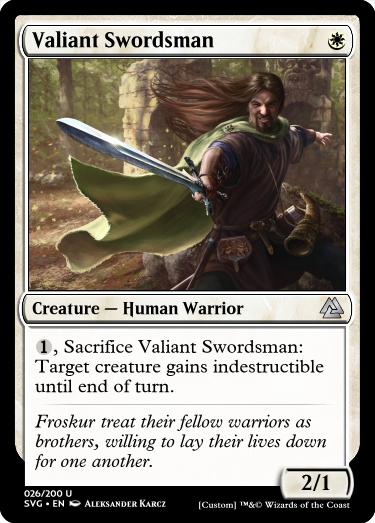 Valiant Swordsman
Creature — Human Warrior
1, Sacrifice Valiant Swordsman:
Target creature gains indestructible
until end of turn.
Froskur treat their fellow warriors as
brothers, willing to lay their lives down
for one another.
026/200 U
SVG • EN Aleksander Karcz
2/1
[Custom] ™&© Wizards of the Coast